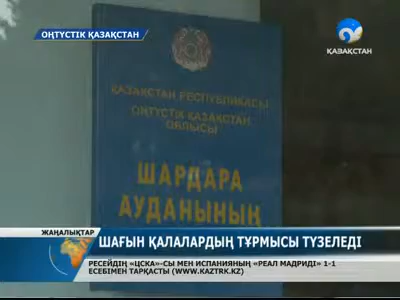 ОҢТҮСТІК ҚАЗАҚСТАН
ҚАЗАҚСТАН
ҚАЗАҚСТАН РЕСПУБЛИКАСЫ
ОҢТҮСТІК ҚАЗАҚСТАН
ОБЛЫСЫ
ШАРДАРА
АУДАНЫНЫҢ
ЖАҢАЛЫҚТАР
ШАҒЫН ҚАЛАЛАРДЫҢ ТҰРМЫСЫ ТҮЗЕЛЕДІ
РЕСЕЙДІҢ «ЦСКА»-СЫ МЕН ИСПАНИЯНЫҢ «РЕАЛ МАДРИДІ» 1-1
ЕСЕБІМЕН ТАРҚАСТЫ (WWW.KAZTRK.KZ)